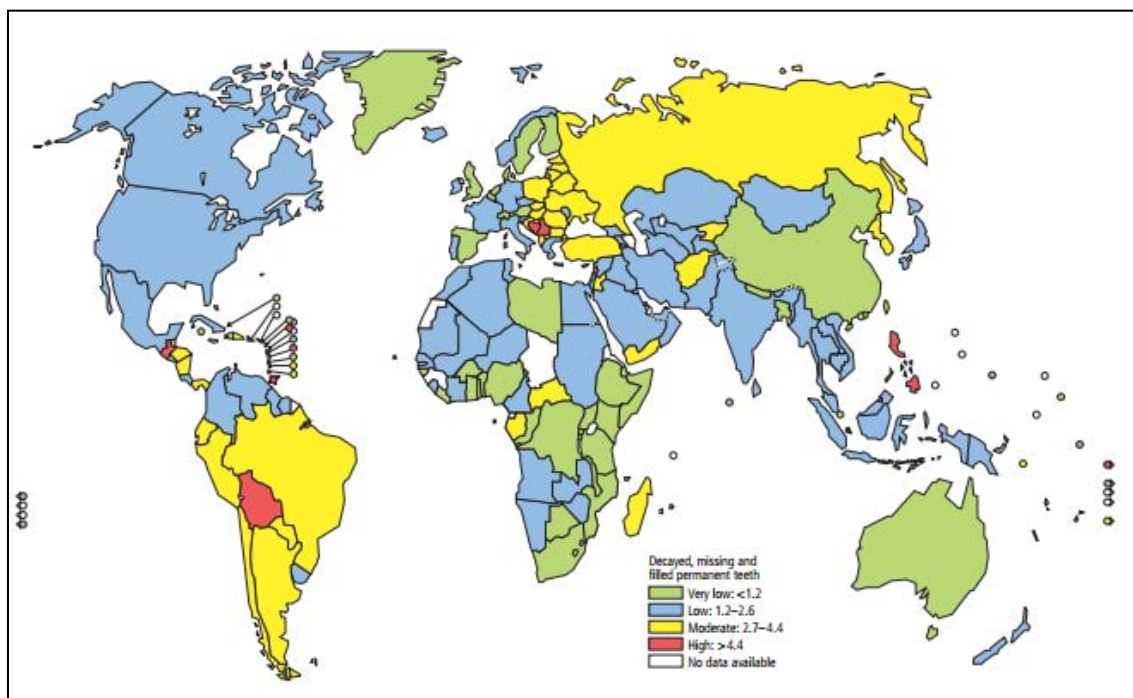 Decayed, missing and
filled permanent teeth
Very low: <1.2
Low: 1.2–2.6
Moderate: 2.7–4.4
High: >4.4
No data available